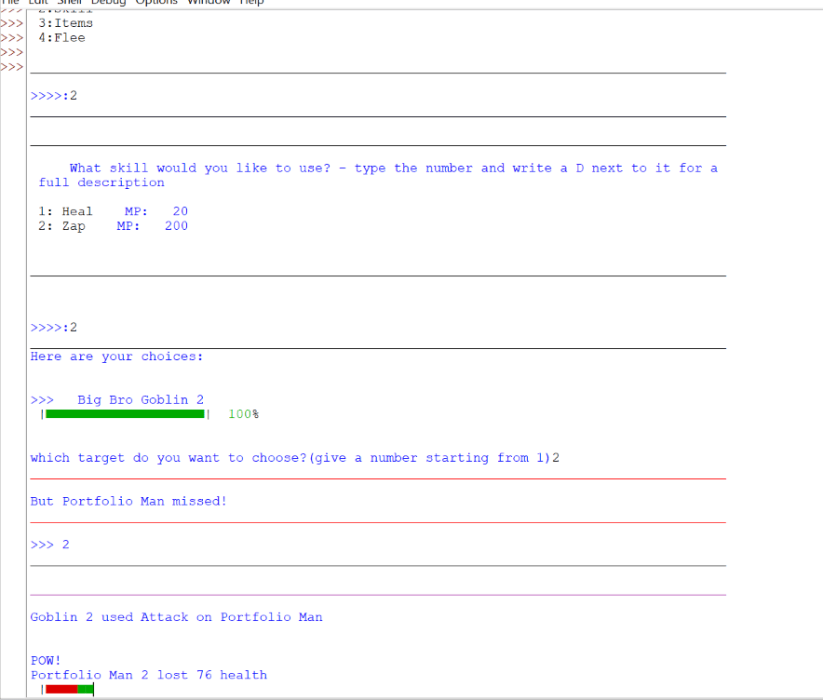 File Edit Shell Debug Options Window Help
>>> 2:Skill
>>> 3:Items
>>> 4:Flee
>>>
>>>
>>>>:2
What skill would you like to use? - type the number and write a D next to it for a
full description
1: Heal MP: 20
2: Zap MP: 200
>>>>:2
Here are your choices:
>>> Big Bro Goblin 2
| | 100%
which target do you want to choose?(give a number starting from 1)2
But Portfolio Man missed!
>>> 2
Goblin 2 used Attack on Portfolio Man
POW!
Portfolio Man 2 lost 76 health
|